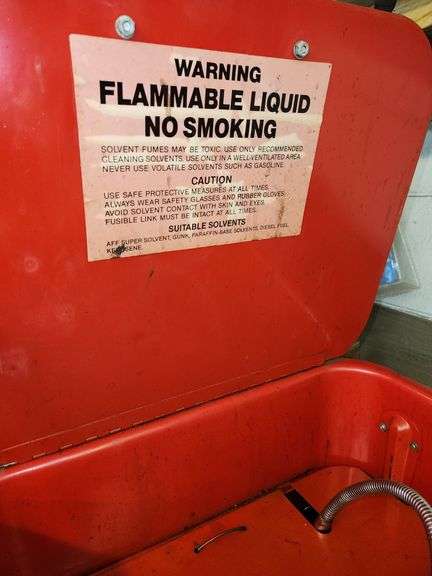 WARNING
FLAMMABLE LIQUID
NO SMOKING
SOLVENT FUMES MAY BE TOXIC. USE ONLY RECOMMENDED
CLEANING SOLVENTS USE ONLY IN A WELL-VENTILATED AREA
NEVER USE VOLATILE SOLVENTS SUCH AS GASOLINE.
CAUTION
USE SAFE PROTECTIVE MEASURES AT ALL TIMES.
ALWAYS WEAR SAFETY GLASSES AND RUBBER GLOVES.
AVOID SOLVENT CONTACT WITH SKIN AND EYES.
FUSIBLE LINK MUST BE INTACT AT ALL TIMES.
SUITABLE SOLVENTS
AFF SUPER SOLVENT, GUNK, PARAFFIN-BASE SOLVENTS, DIESEL FUEL,
KEROSENE.